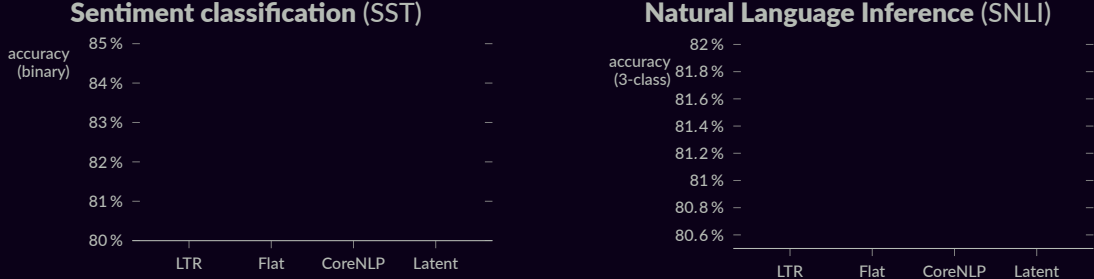 Sentiment classification (SST)
accuracy
(binary)
85 %
84 %
83 %
82 %
81 %
80 %
LTR Flat CoreNLP Latent
Natural Language Inference (SNLI)
accuracy
(3-class)
82 %
81.8 %
81.6 %
81.4 %
81.2 %
81 %
80.8 %
80.6 %
LTR Flat CoreNLP Latent